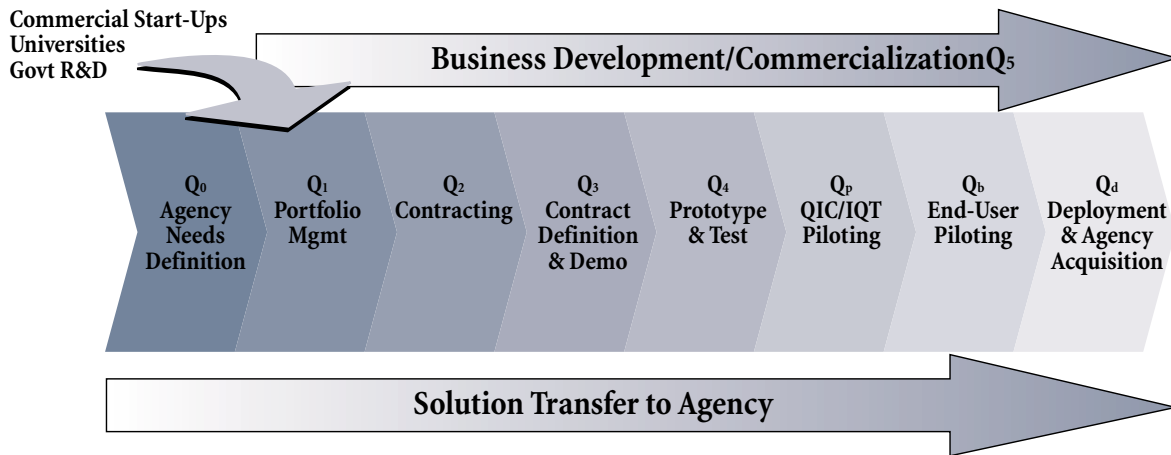 Commercial Start-Ups
Universities
Govt R&D
Business Development/CommercializationQ5
Q0
Agency
Needs
Definition
Q1
Portfolio
Mgmt
Q2
Contracting
Q3
Contract
Definition
& Demo
Q4
Prototype
& Test
Qp
QIC/IQT
Piloting
Qb
End-User
Piloting
Qd
Deployment
& Agency
Acquisition
Solution Transfer to Agency